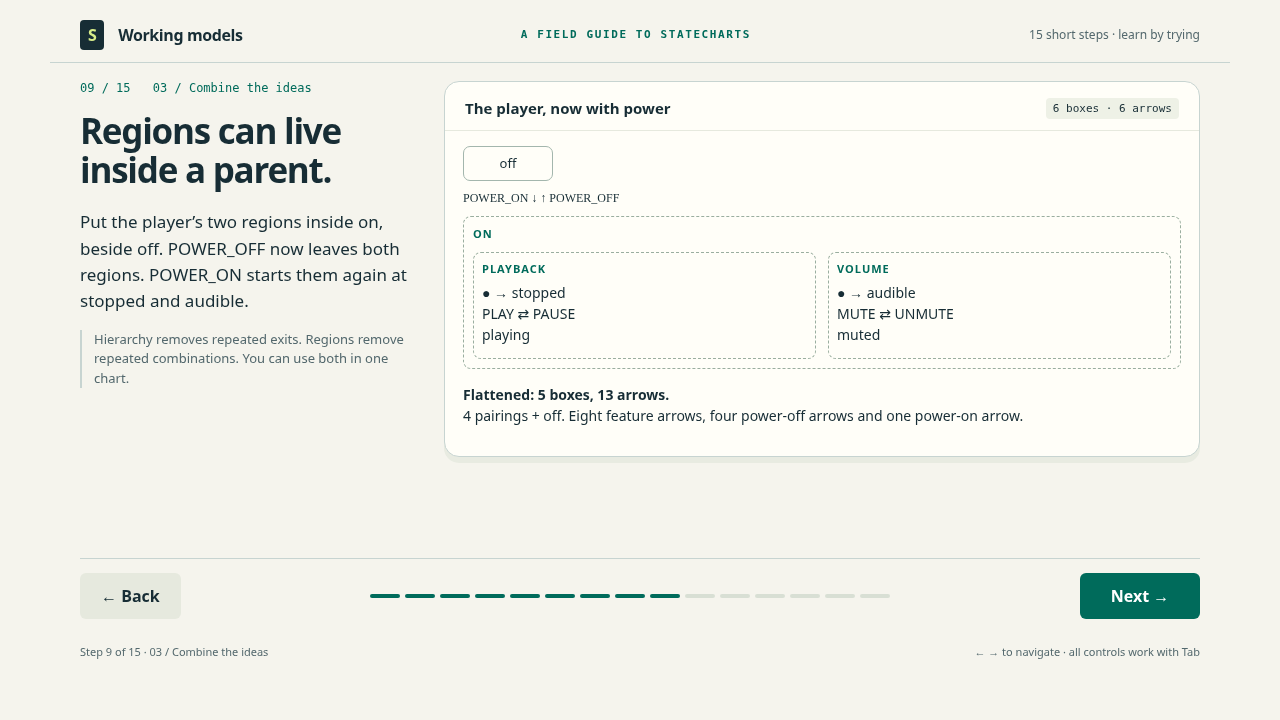 S Working models
A FIELD GUIDE TO STATECHARTS
15 short steps · learn by trying
09 / 15 03 / Combine the ideas
Regions can live
inside a parent.
Put the player’s two regions inside on,
beside off. POWER_OFF now leaves both
regions. POWER_ON starts them again at
stopped and audible.
Hierarchy removes repeated exits. Regions remove
repeated combinations. You can use both in one
chart.
The player, now with power
6 boxes · 6 arrows
off
POWER_ON ↓ ↑ POWER_OFF
ON
PLAYBACK
● → stopped
PLAY ⇄ PAUSE
playing
VOLUME
● → audible
MUTE ⇄ UNMUTE
muted
Flattened: 5 boxes, 13 arrows.
4 pairings + off. Eight feature arrows, four power-off arrows and one power-on arrow.
← Back
Next →
Step 9 of 15 · 03 / Combine the ideas
← → to navigate · all controls work with Tab